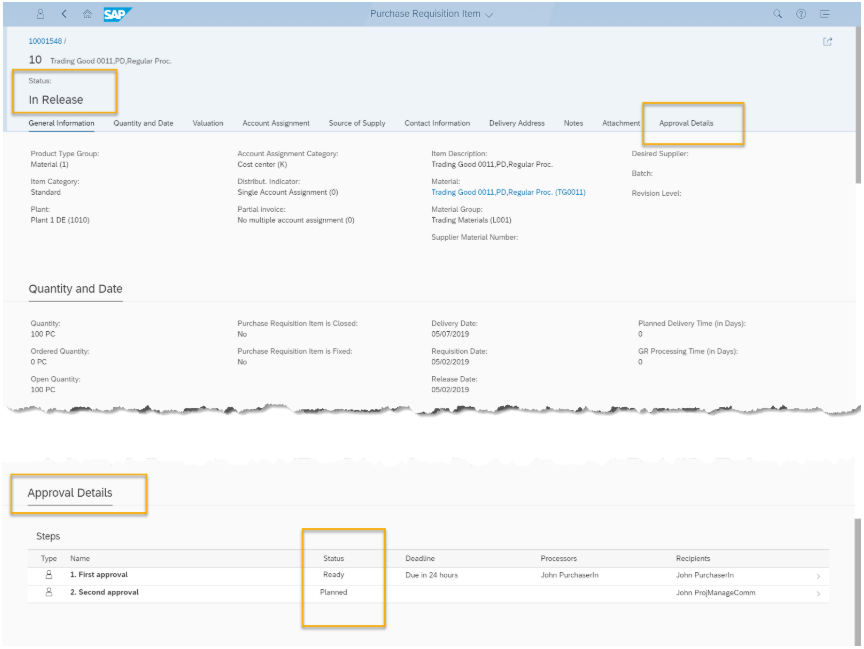 SAP
Purchase Requisition Item
10001548 /
10 Trading Good 0011,PD,Regular Proc.
Status:
In Release
General Information Quantity and Date Valuation Account Assignment Source of Supply Contact Information Delivery Address Notes Attachment Approval Details
Product Type Group: Account Assignment Category: Item Description: Desired Supplier:
Material (1) Cost center (K) Trading Good 0011,PD,Regular Proc.
Batch:
Item Category: Distribut. Indicator: Material:
Standard Single Account Assignment (0) Trading Good 0011,PD,Regular Proc. (TG0011) Revision Level:
Plant: Partial invoice: Material Group:
Plant 1 DE (1010) No multiple account assignment (0) Trading Materials (L001)
Supplier Material Number:
Quantity and Date
Quantity: Purchase Requisition Item is Closed: Delivery Date: Planned Delivery Time (in Days):
100 PC No 05/07/2019 0
Ordered Quantity: Purchase Requisition Item is Fixed: Requisition Date: GR Processing Time (in Days):
0 PC No 05/02/2019 0
Open Quantity: Release Date:
100 PC 05/02/2019
Approval Details
Steps
Type Name Status Deadline Processors Recipients
1. First approval Ready Due in 24 hours John PurchaserIn John PurchaserIn
2. Second approval Planned John ProjManageComm